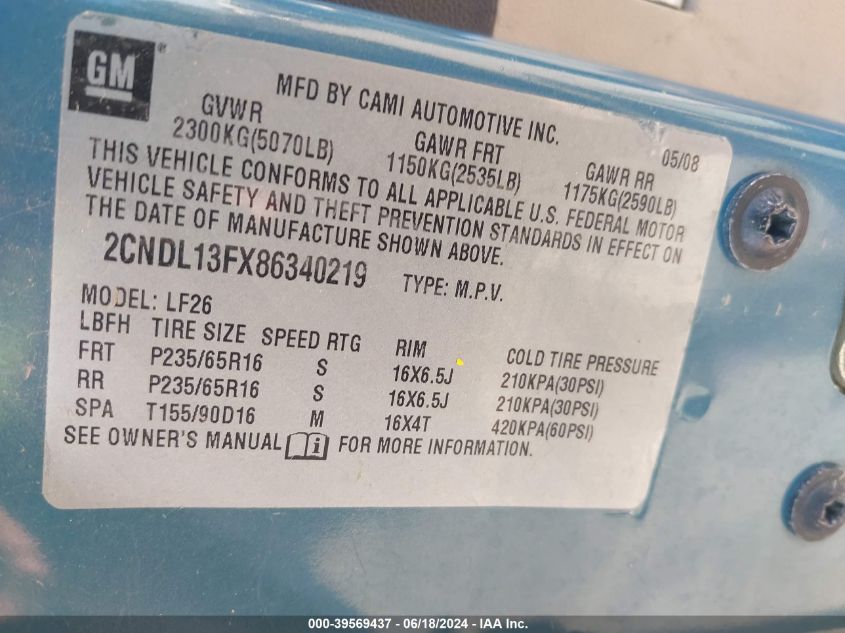 GM®
MFD BY CAMI AUTOMOTIVE INC.
05/08
GVWR GAWR FRT GAWR RR
2300KG(5070LB) 1150KG(2535LB) 1175KG(2590LB)
THIS VEHICLE CONFORMS TO ALL APPLICABLE U.S. FEDERAL MOTOR
VEHICLE SAFETY AND THEFT PREVENTION STANDARDS IN EFFECT ON
THE DATE OF MANUFACTURE SHOWN ABOVE.
2CNDL13FX86340219 TYPE: M.P.V.
MODEL: LF26
LBFH TIRE SIZE SPEED RTG RIM COLD TIRE PRESSURE
FRT P235/65R16 S 16X6.5J 210KPA(30PSI)
RR P235/65R16 S 16X6.5J 210KPA(30PSI)
SPA T155/90D16 M 16X4T 420KPA(60PSI)
SEE OWNER'S MANUAL i FOR MORE INFORMATION.
000-39569437 - 06/18/2024 - IAA Inc.